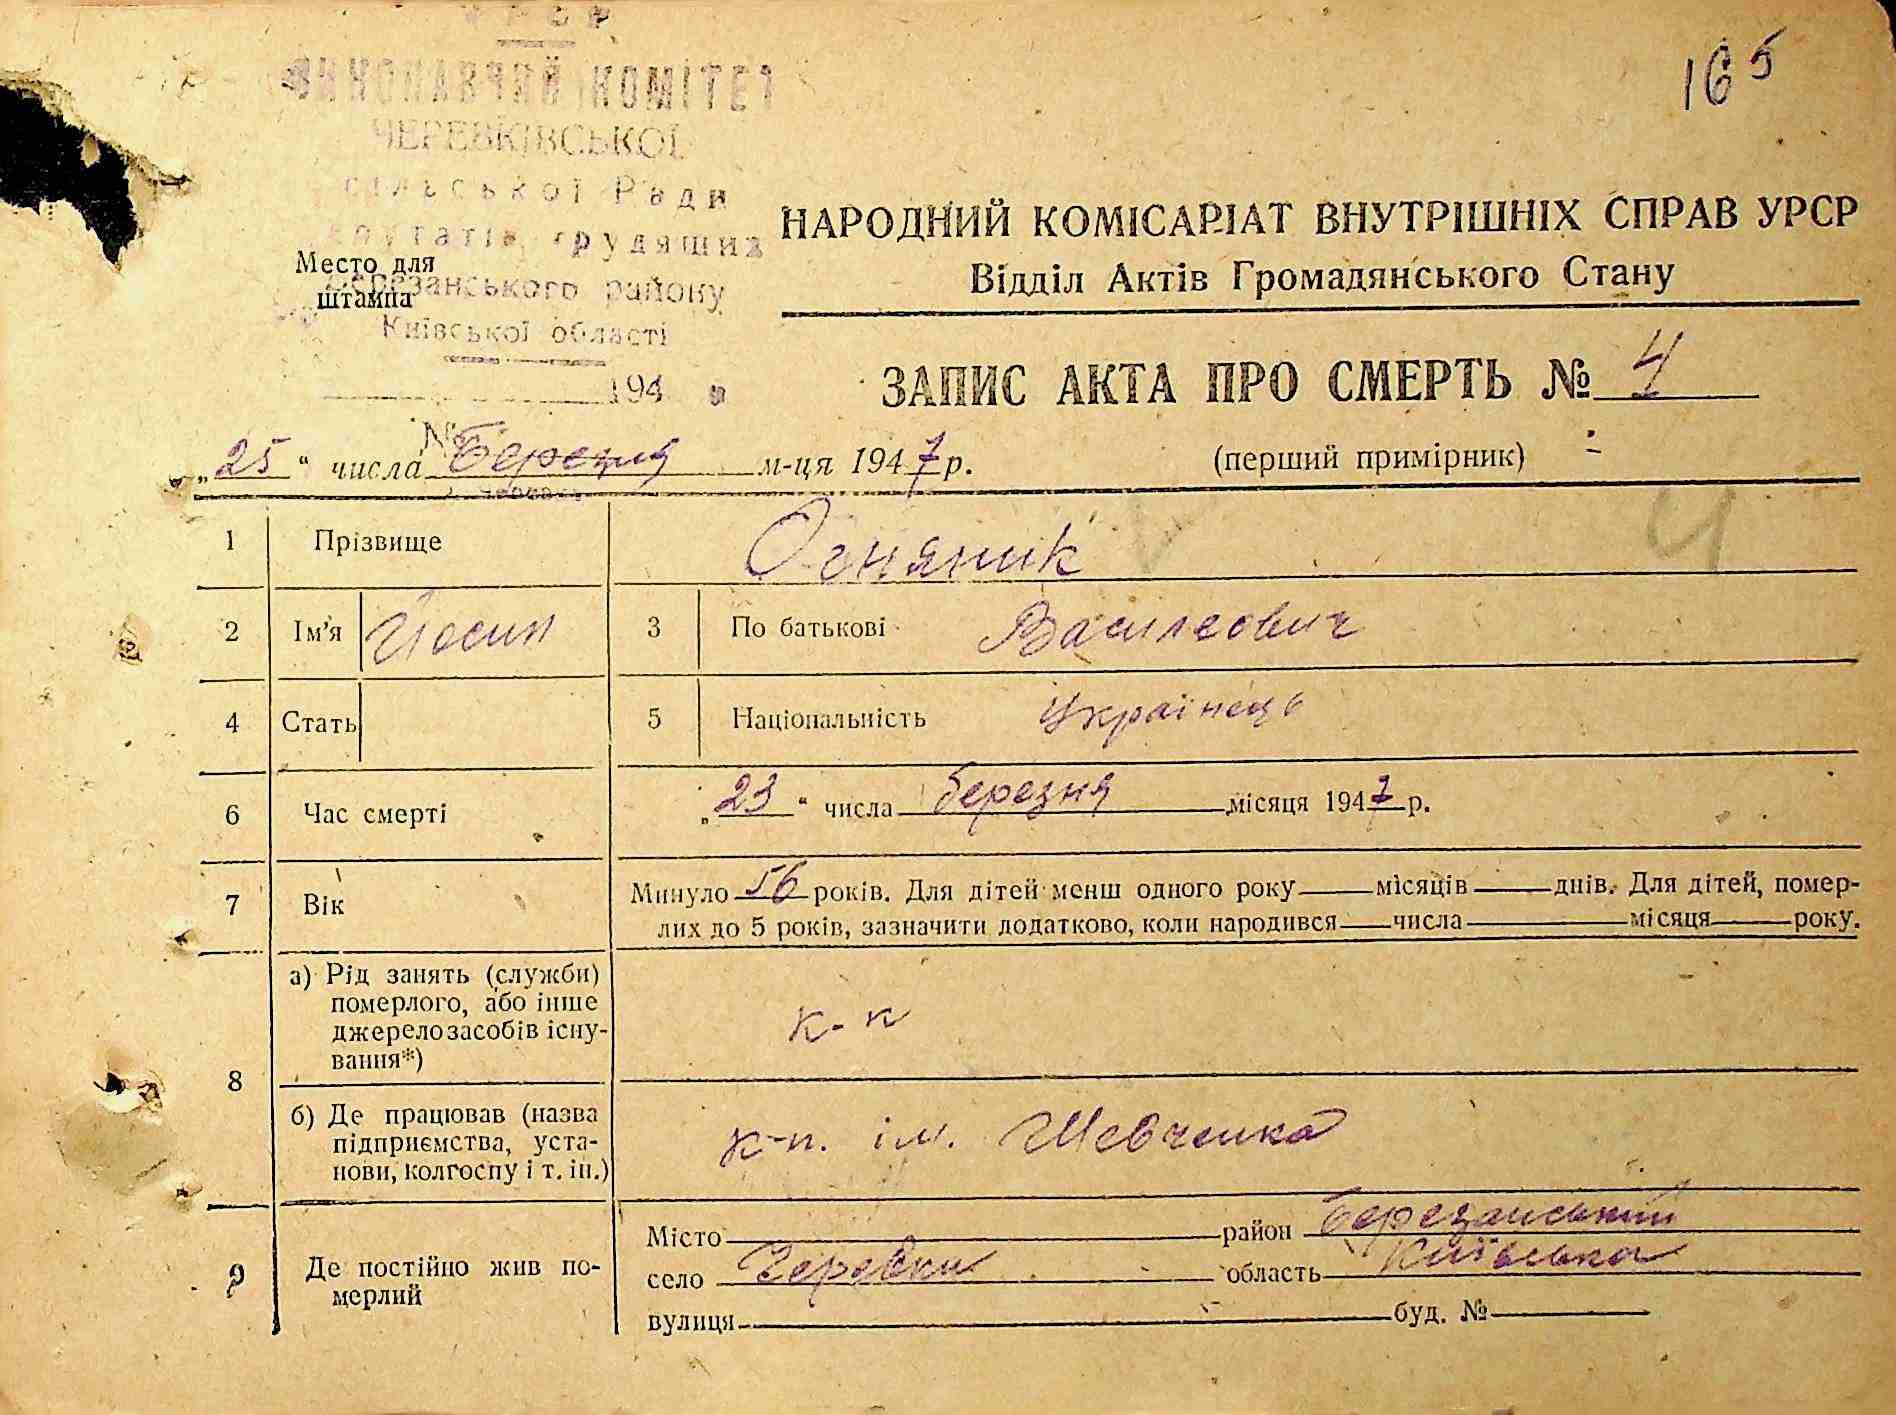 УРСР
ВИКОНАВЧИЙ КОМІТЕТ
ЧЕРЕВКІВСЬКОЇ
сільської Ради
депутатів трудящих
Березанського району
Київської області
194
№
165
Место для
штампа
НАРОДНИЙ КОМІСАРІАТ ВНУТРІШНІХ СПРАВ УРСР
Відділ Актів Громадянського Стану
ЗАПИС АКТА ПРО СМЕРТЬ № 4
„25“ числа Березня м-ця 1947 р. (перший примірник)
4
1 Прізвище Огняник
2 Ім’я Йосип 3 По батькові Василєович
4 Стать 5 Національність Українець
6 Час смерті „23“ числа березня місяця 1947 р.
7 Вік Минуло 56 років. Для дітей менш одного року місяців днів. Для дітей, помер-
лих до 5 років, зазначити додатково, коли народився числа місяця року.
8 а) Рід занять (служби)
померлого, або інше
джерело засобів існу-
вання*) к-к
б) Де працював (назва
підприємства, уста-
нови, колгоспу і т. ін.) к-п. ім. Шевченка
9 Де постійно жив по-
мерлий
Місто район Березанський
село Черевки область Київська
вулиця буд. №